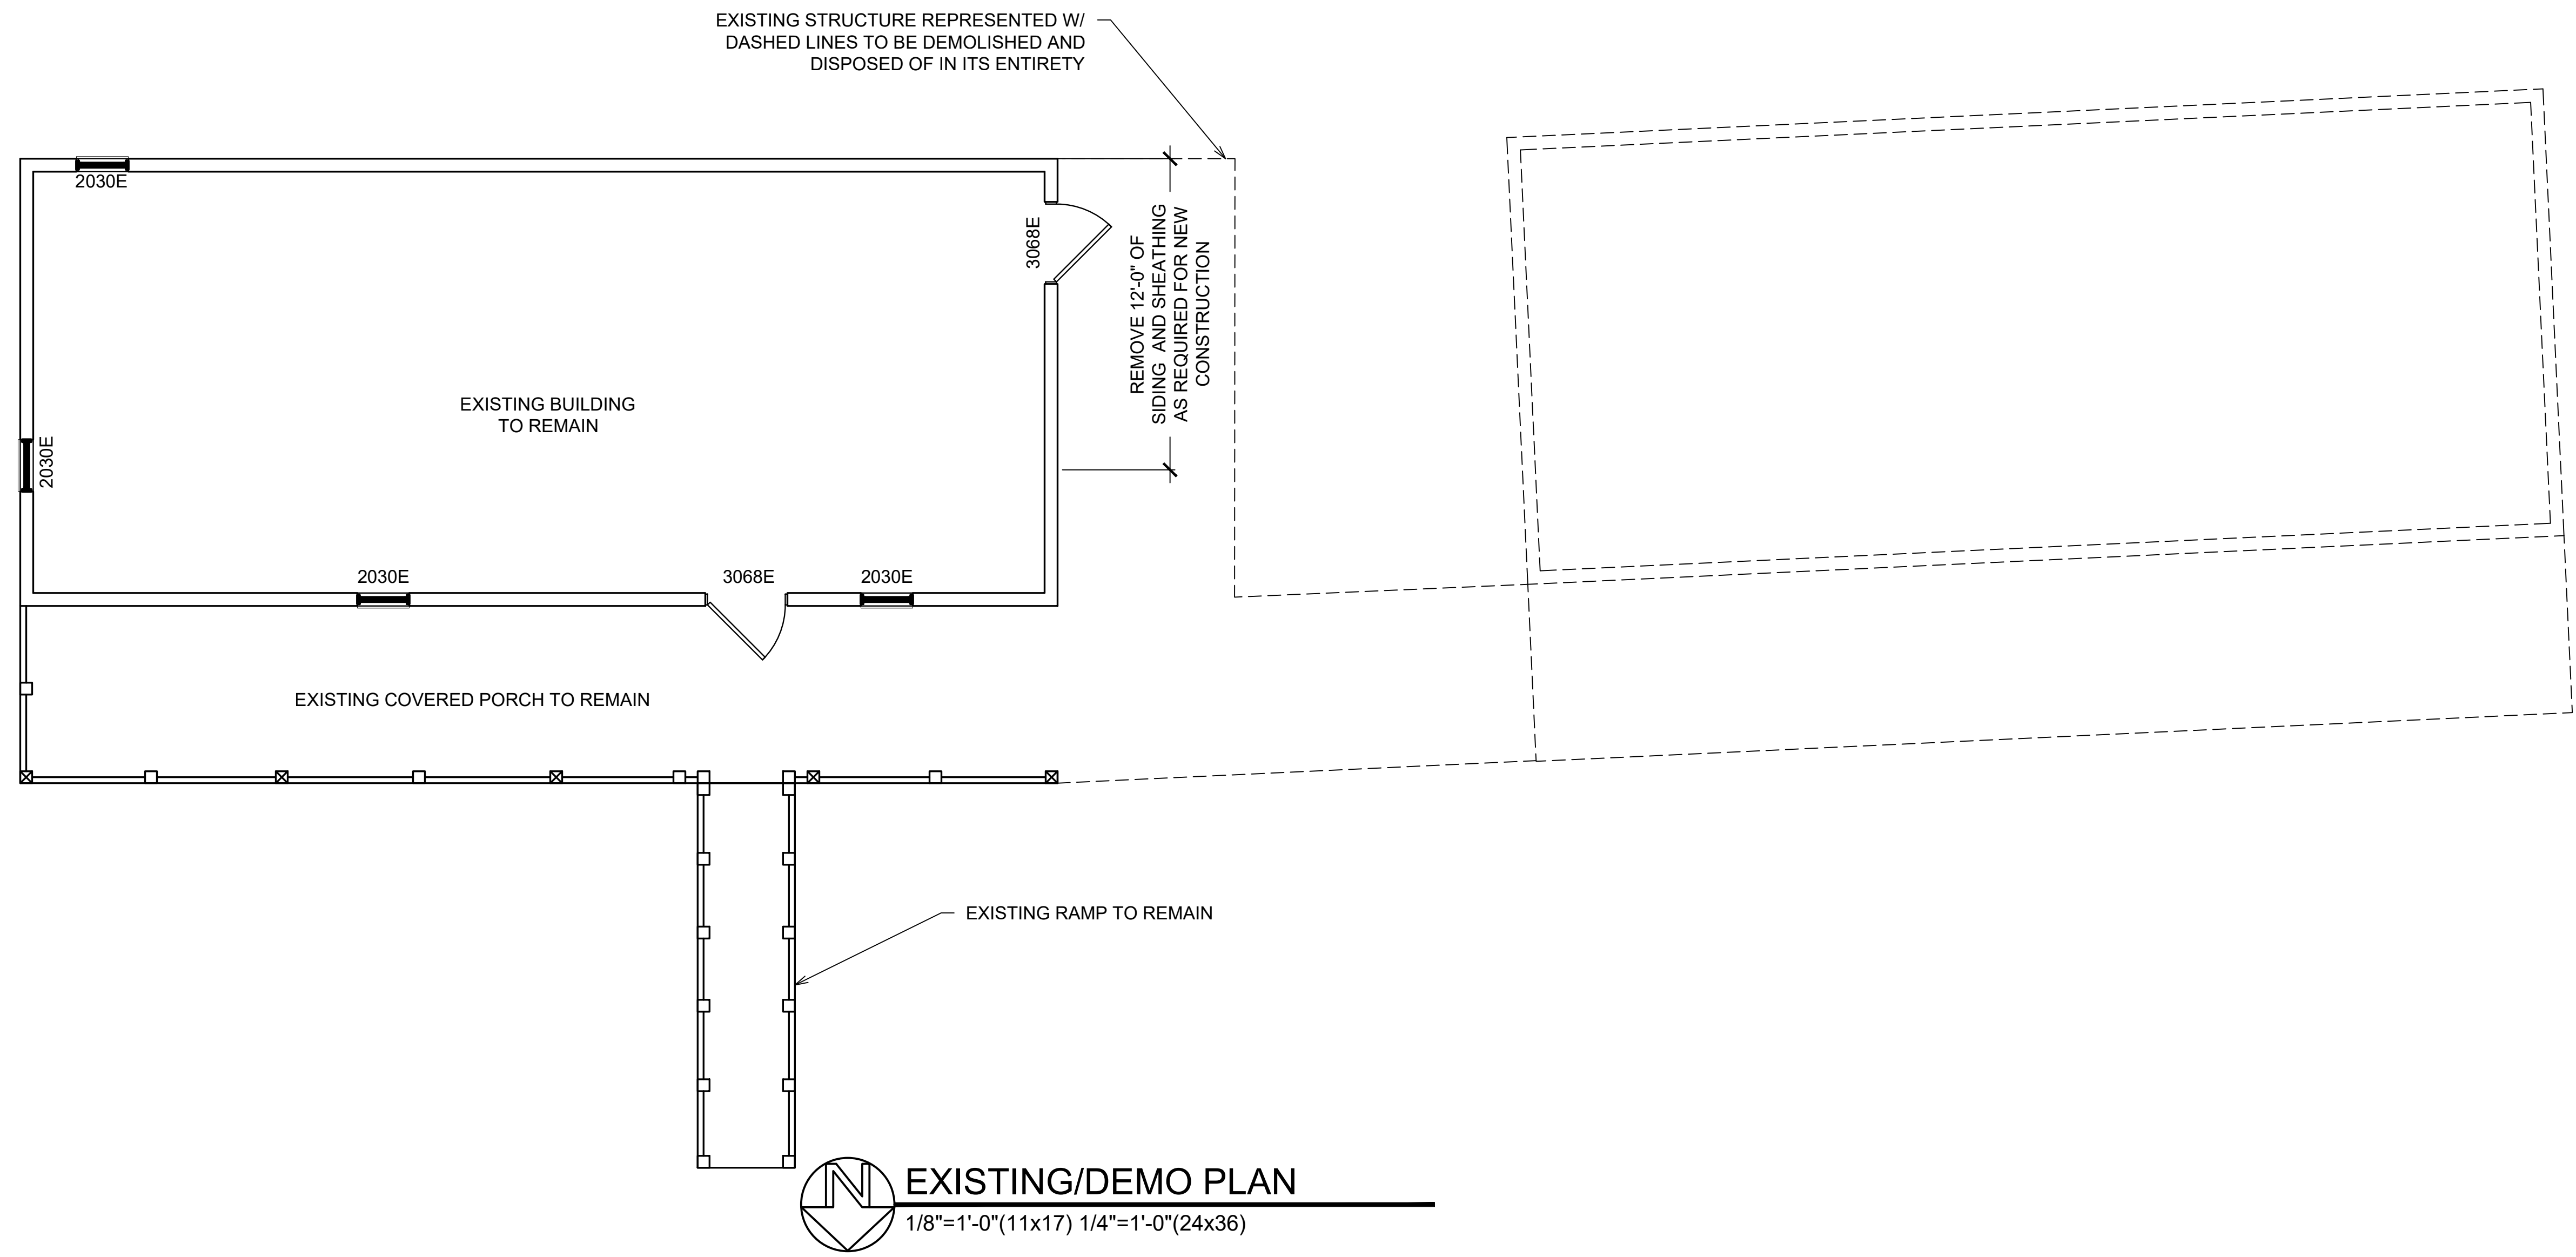 EXISTING STRUCTURE REPRESENTED W/
DASHED LINES TO BE DEMOLISHED AND
DISPOSED OF IN ITS ENTIRETY
2030E
3068E
REMOVE 12'-0" OF
SIDING AND SHEATHING
AS REQUIRED FOR NEW
CONSTRUCTION
EXISTING BUILDING
TO REMAIN
2030E
2030E
3068E
2030E
EXISTING COVERED PORCH TO REMAIN
EXISTING RAMP TO REMAIN
N
EXISTING/DEMO PLAN
1/8"=1'-0"(11x17) 1/4"=1'-0"(24x36)